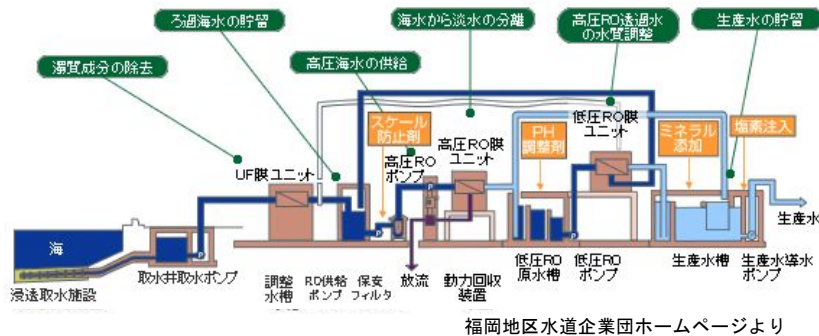 濁質成分の除去
ろ過海水の貯留
高圧海水の供給
海水から淡水の分離
高圧RO透過水
の水質調整
生産水の貯留
スケール
防止剤
PH
調整剤
ミネラル
添加
塩素注入
UF膜ユニット
高圧RO
ポンプ
高圧RO膜
ユニット
低圧RO膜
ユニット
海
浸透取水施設
取水井取水ポンプ
調整
水槽
RO供給
ポンプ
保安
フィルタ
放流
動力回収
装置
低圧RO
原水槽
低圧RO
ポンプ
生産水槽
生産水導水
ポンプ
生産水
P
P
P
P
福岡地区水道企業団ホームページより